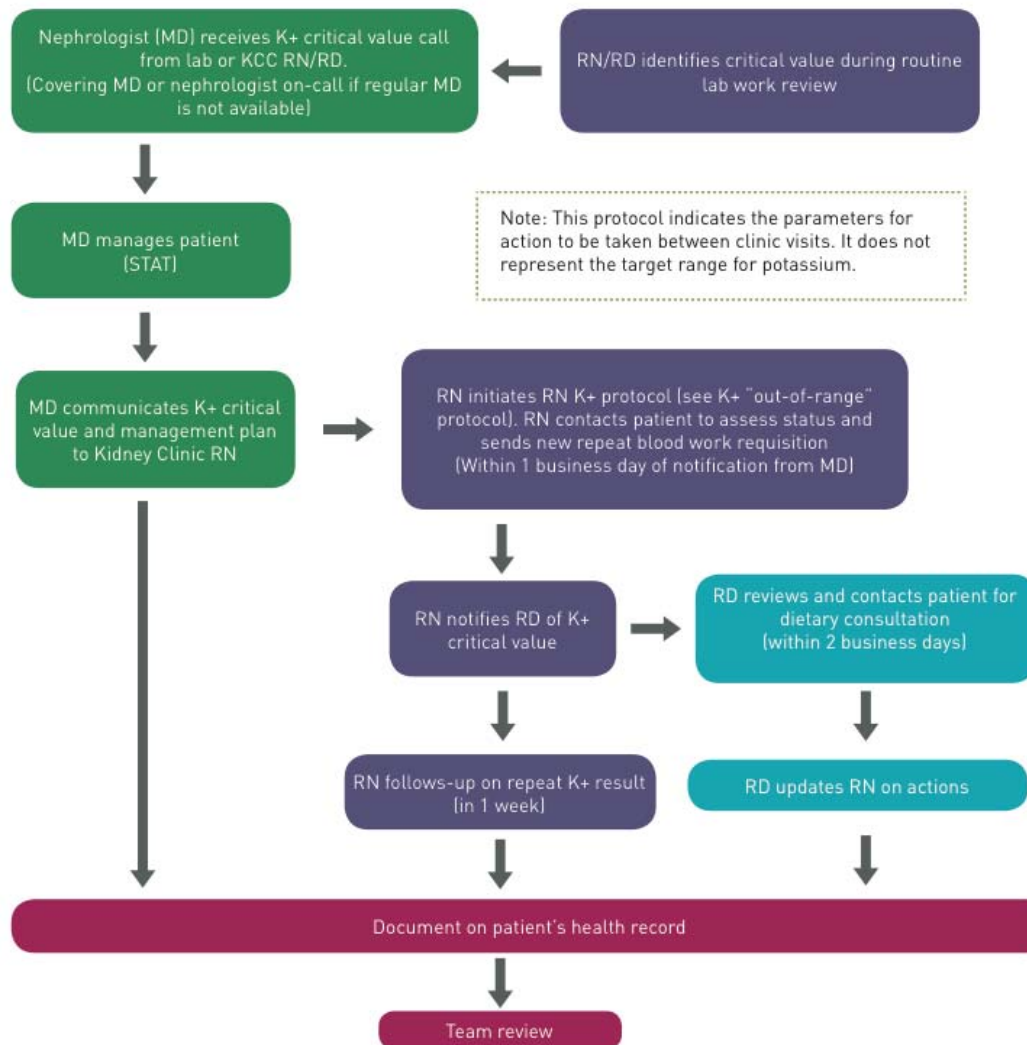 Nephrologist (MD) receives K+ critical value call
from lab or KCC RN/RD.
(Covering MD or nephrologist on-call if regular MD
is not available)
RN/RD identifies critical value during routine
lab work review
MD manages patient
(STAT)
Note: This protocol indicates the parameters for
action to be taken between clinic visits. It does not
represent the target range for potassium.
MD communicates K+ critical
value and management plan
to Kidney Clinic RN
RN initiates RN K+ protocol (see K+ “out-of-range”
protocol). RN contacts patient to assess status and
sends new repeat blood work requisition
(Within 1 business day of notification from MD)
RN notifies RD of K+
critical value
RD reviews and contacts patient for
dietary consultation
(within 2 business days)
RN follows-up on repeat K+ result
(in 1 week)
RD updates RN on actions
Document on patient's health record
Team review